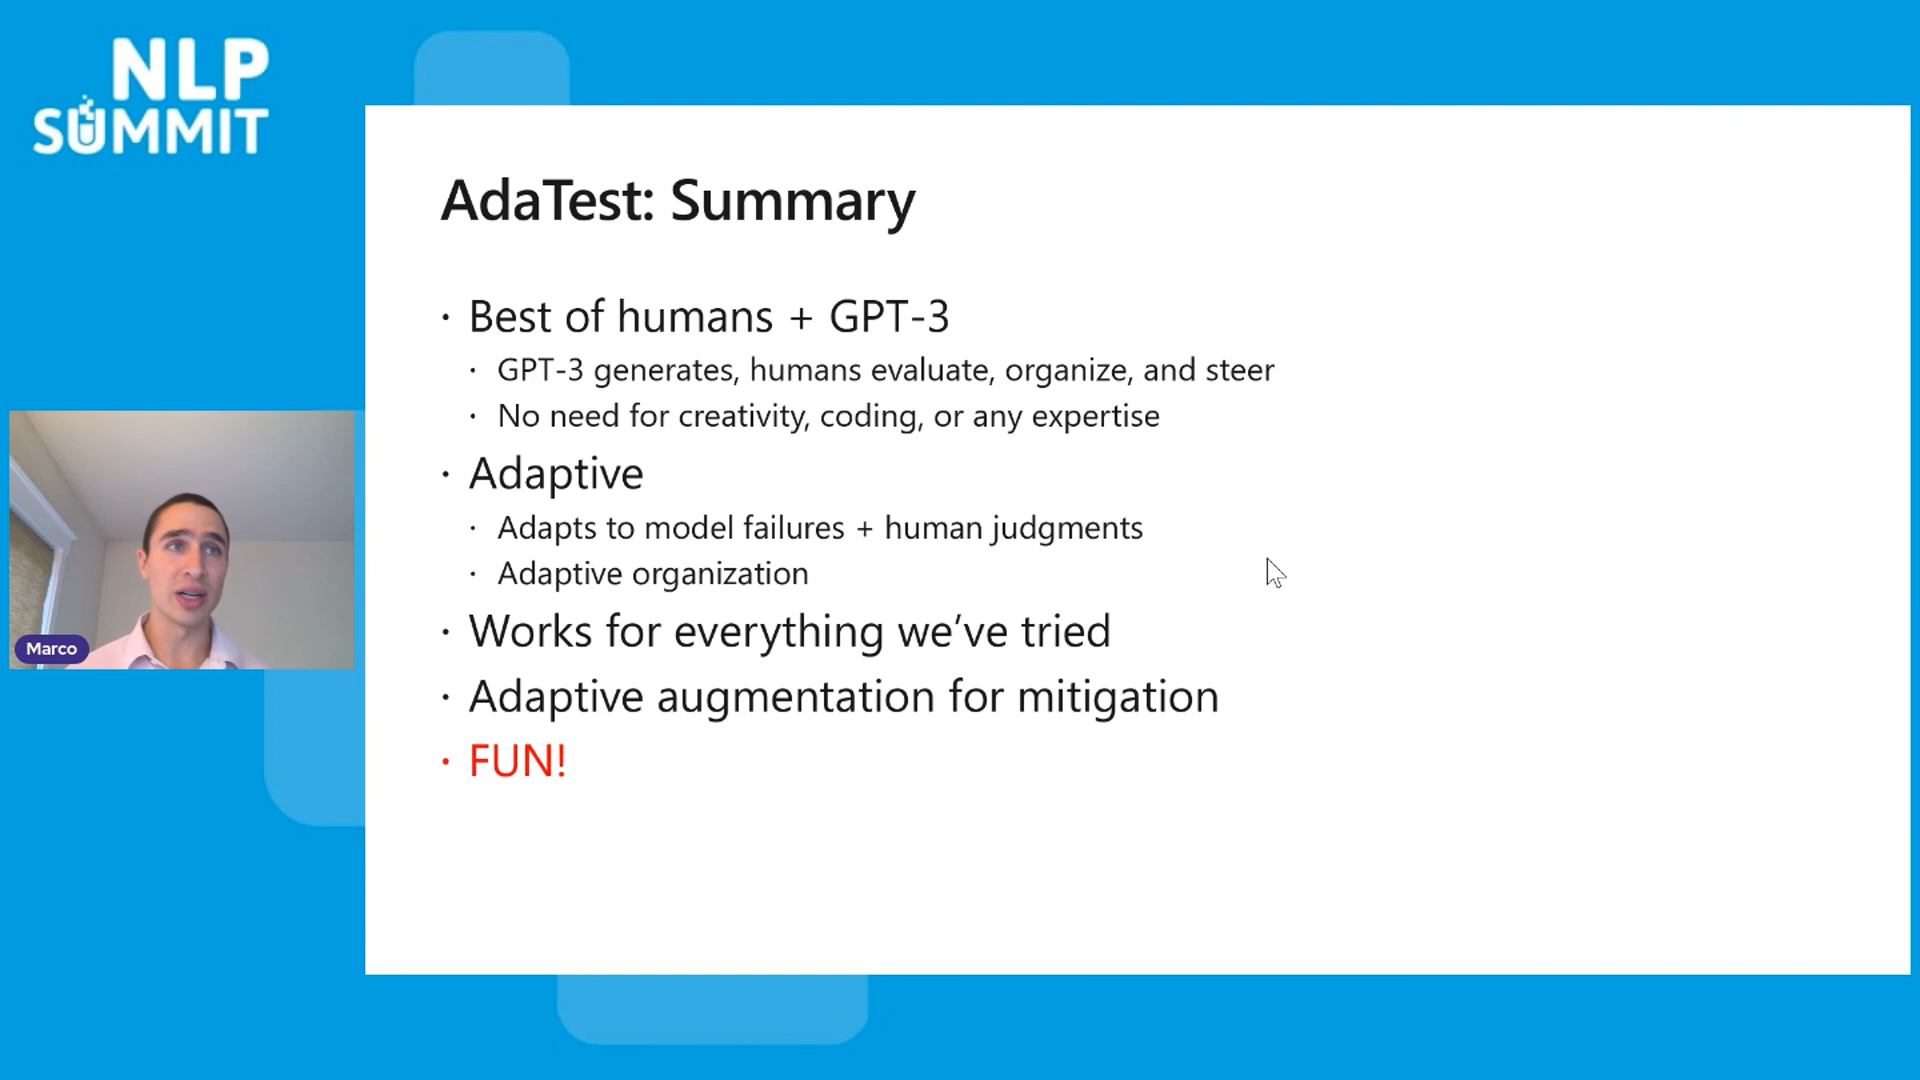 NLP
SUMMIT
AdaTest: Summary
· Best of humans + GPT-3
· GPT-3 generates, humans evaluate, organize, and steer
· No need for creativity, coding, or any expertise
· Adaptive
· Adapts to model failures + human judgments
· Adaptive organization
· Works for everything we’ve tried
· Adaptive augmentation for mitigation
· FUN!
Marco